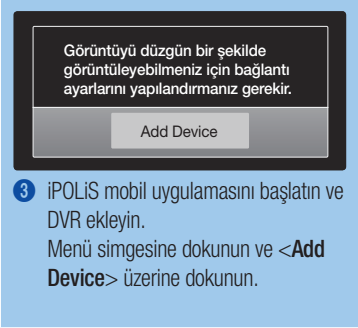 Görüntüyü düzgün bir şekilde
görüntüleyebilmeniz için bağlantı
ayarlarını yapılandırmanız gerekir.
Add Device
3 iPOLiS mobil uygulamasını başlatın ve
DVR ekleyin.
Menü simgesine dokunun ve <Add
Device> üzerine dokunun.